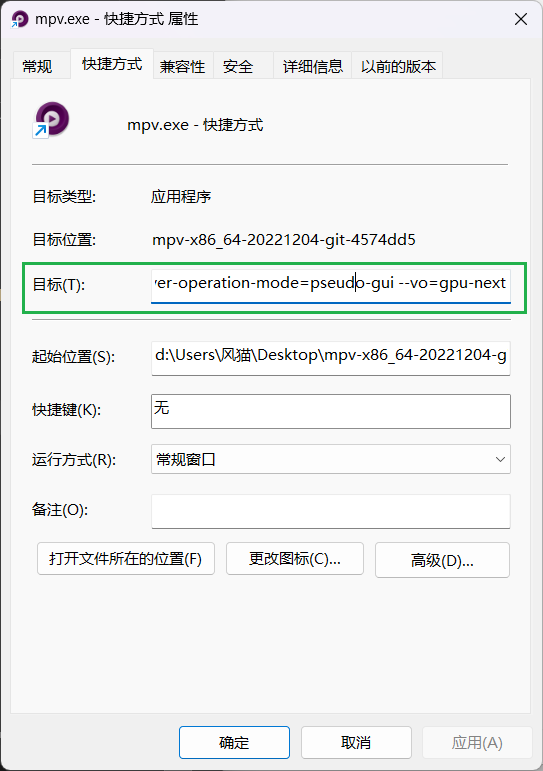 mpv.exe - 快捷方式 属性
常规 快捷方式 兼容性 安全 详细信息 以前的版本
mpv.exe - 快捷方式
目标类型: 应用程序
目标位置: mpv-x86_64-20221204-git-4574dd5
目标(T): ver-operation-mode=pseudo-gui --vo=gpu-next
起始位置(S): d:\Users\风猫\Desktop\mpv-x86_64-20221204-g
快捷键(K): 无
运行方式(R): 常规窗口
备注(O):
打开文件所在的位置(F) 更改图标(C)... 高级(D)...
确定 取消 应用(A)